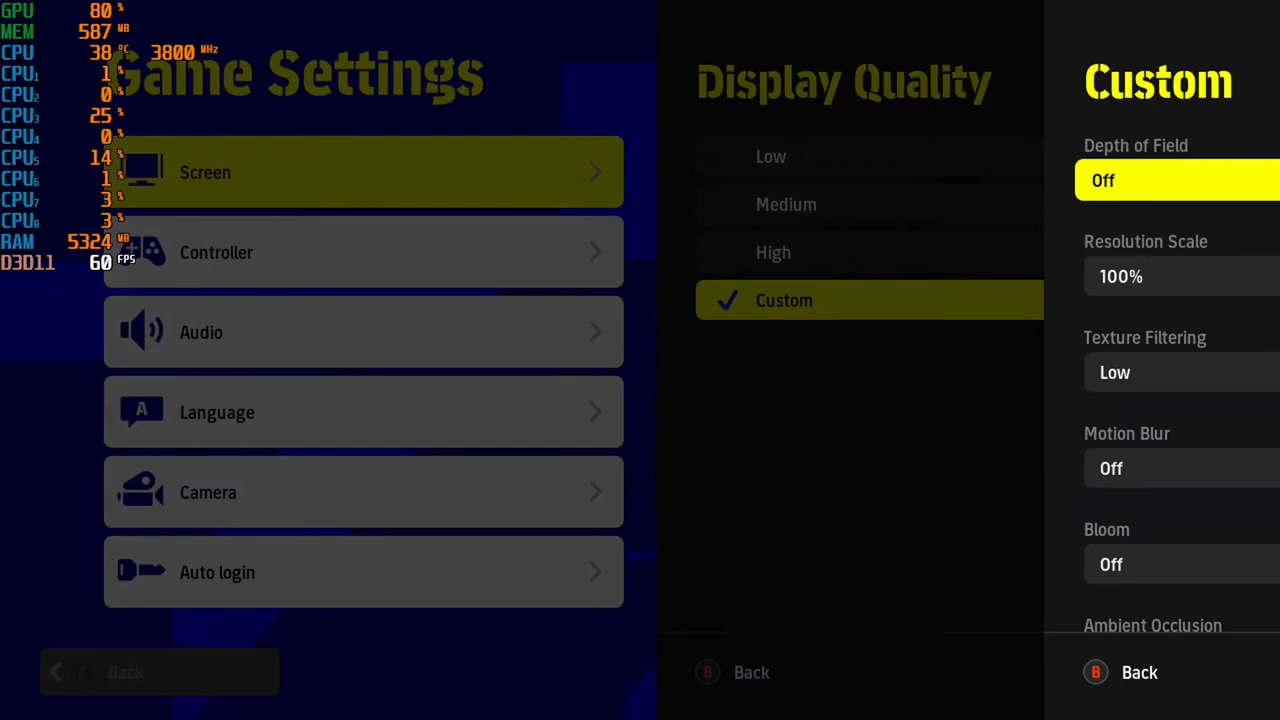 GPU 80 %
MEM 587 MB
CPU 38 °C 3800 MHz
CPU1 1 %
CPU2 0 %
CPU3 25 %
CPU4 0 %
CPU5 14 %
CPU6 1 %
CPU7 3 %
CPU8 3 %
RAM 5324 MB
D3D11 60 FPS
Game Settings
Screen
Controller
Audio
A Language
Camera
Auto login
B Back
Display Quality
Low
Medium
High
Custom
B Back
Custom
Depth of Field
Off
Resolution Scale
100%
Texture Filtering
Low
Motion Blur
Off
Bloom
Off
Ambient Occlusion
B Back